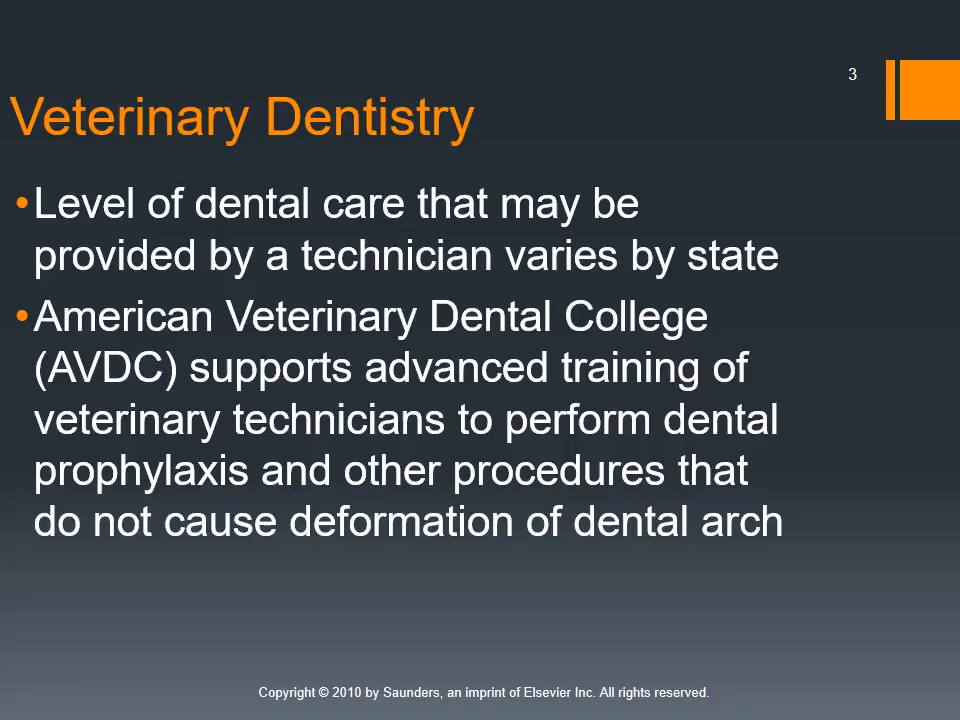 3
Veterinary Dentistry
•Level of dental care that may be
provided by a technician varies by state
•American Veterinary Dental College
(AVDC) supports advanced training of
veterinary technicians to perform dental
prophylaxis and other procedures that
do not cause deformation of dental arch
Copyright © 2010 by Saunders, an imprint of Elsevier Inc. All rights reserved.